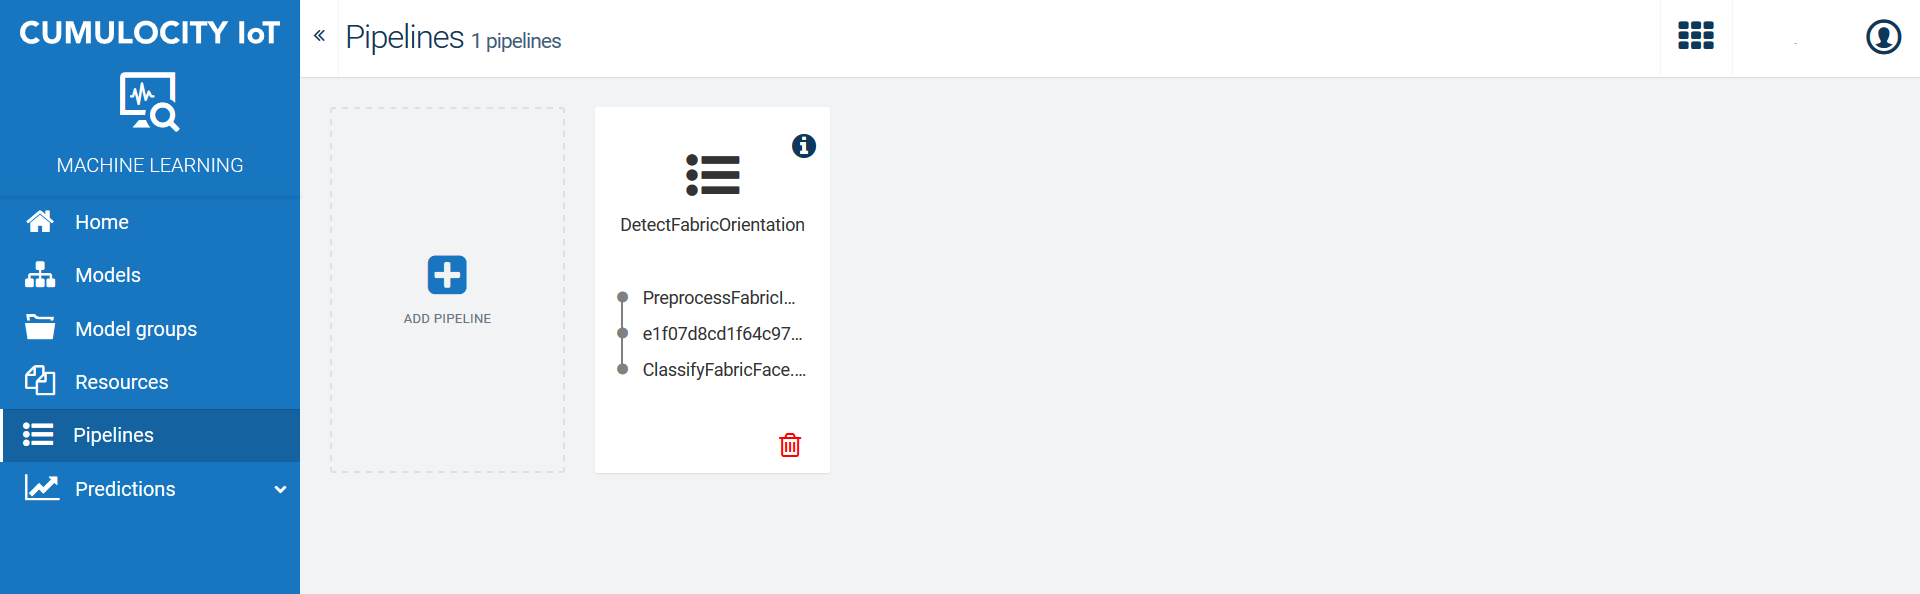 CUMULOCITY IoT
MACHINE LEARNING
Home
Models
Model groups
Resources
Pipelines
Predictions
Pipelines 1 pipelines
ADD PIPELINE
DetectFabricOrientation
PreprocessFabricI...
e1f07d8cd1f64c97...
ClassifyFabricFace....